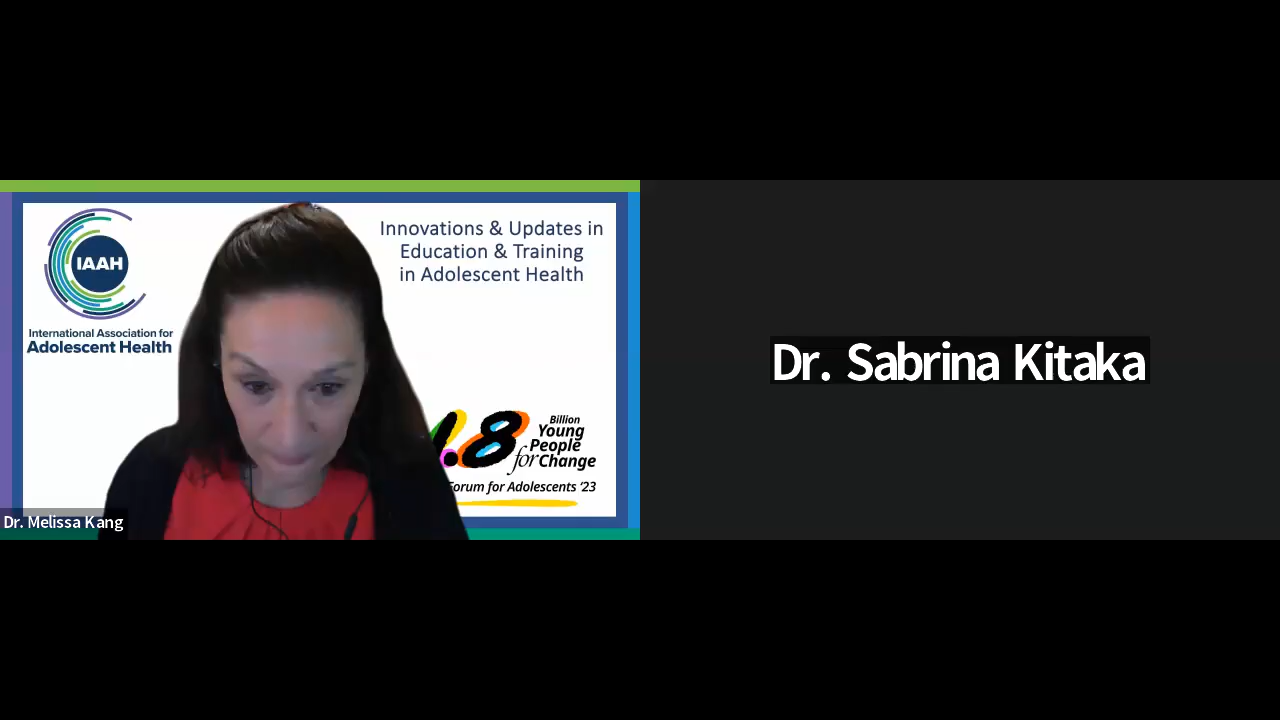 IAAH
International Association for
Adolescent Health
Innovations & Updates in
Education & Training
in Adolescent Health
.8
Billion
Young
People
for Change
Forum for Adolescents ‘23
Dr. Melissa Kang
Dr. Sabrina Kitaka